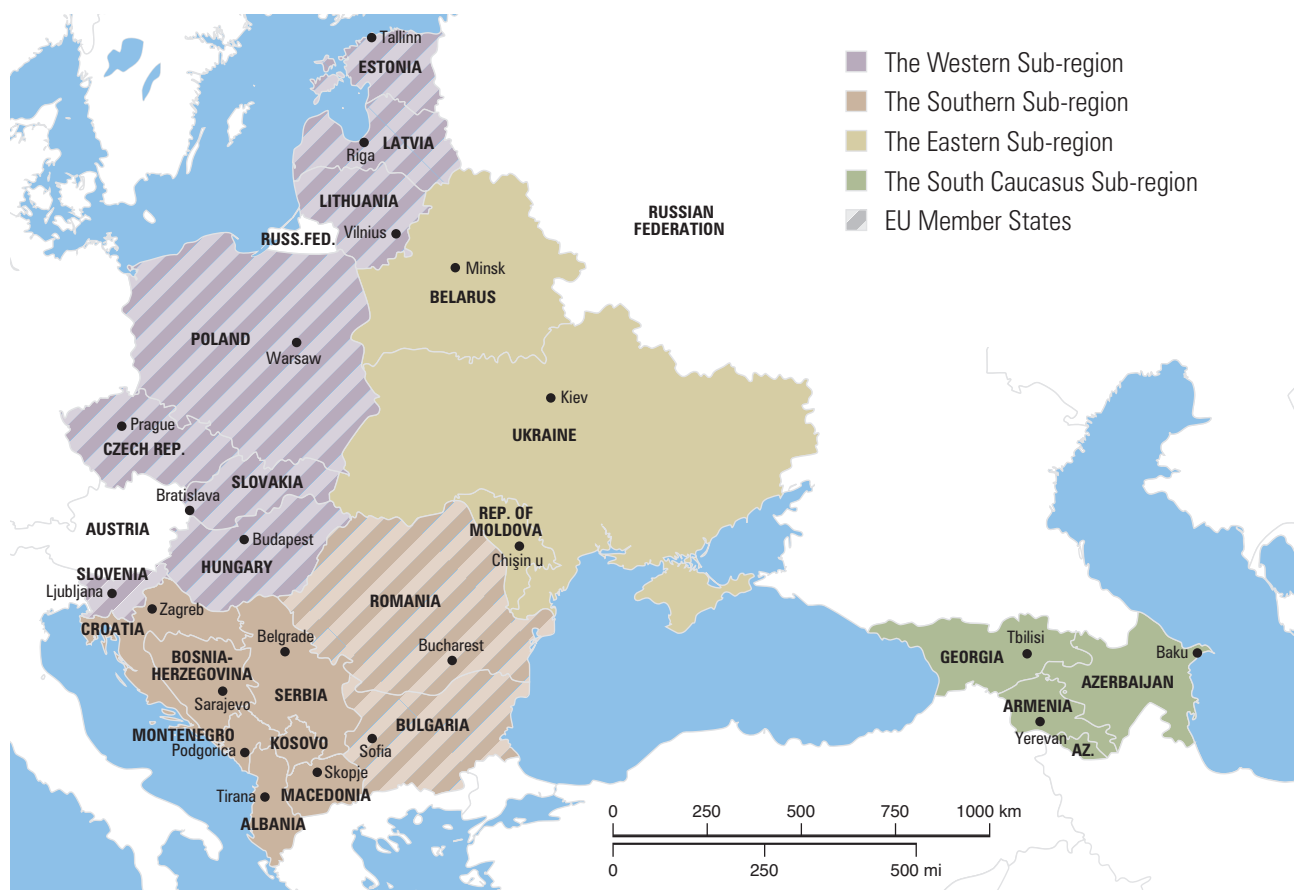 Tallinn
ESTONIA
LATVIA
Riga
LITHUANIA
Vilnius
RUSS.FED.
RUSSIAN
FEDERATION
Minsk
BELARUS
POLAND
Warsaw
Kiev
UKRAINE
Prague
CZECH REP.
SLOVAKIA
Bratislava
AUSTRIA
Budapest
HUNGARY
REP. OF
MOLDOVA
Chişin u
SLOVENIA
Ljubljana
Zagreb
CROATIA
ROMANIA
Bucharest
Belgrade
BOSNIA-
HERZEGOVINA
Sarajevo
SERBIA
MONTENEGRO
Podgorica
KOSOVO
BULGARIA
Sofia
Skopje
MACEDONIA
Tirana
ALBANIA
Tbilisi
GEORGIA
Baku
AZERBAIJAN
ARMENIA
Yerevan
AZ.
The Western Sub-region
The Southern Sub-region
The Eastern Sub-region
The South Caucasus Sub-region
EU Member States
0 250 500 750 1000 km
0 250 500 mi